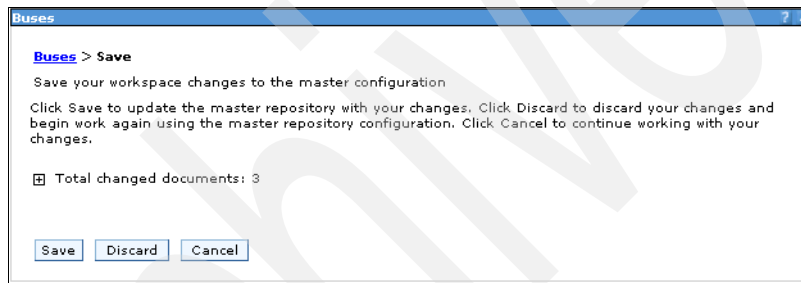 Buses ?
Buses > Save
Save your workspace changes to the master configuration
Click Save to update the master repository with your changes. Click Discard to discard your changes and
begin work again using the master repository configuration. Click Cancel to continue working with your
changes.
Total changed documents: 3
Save Discard Cancel